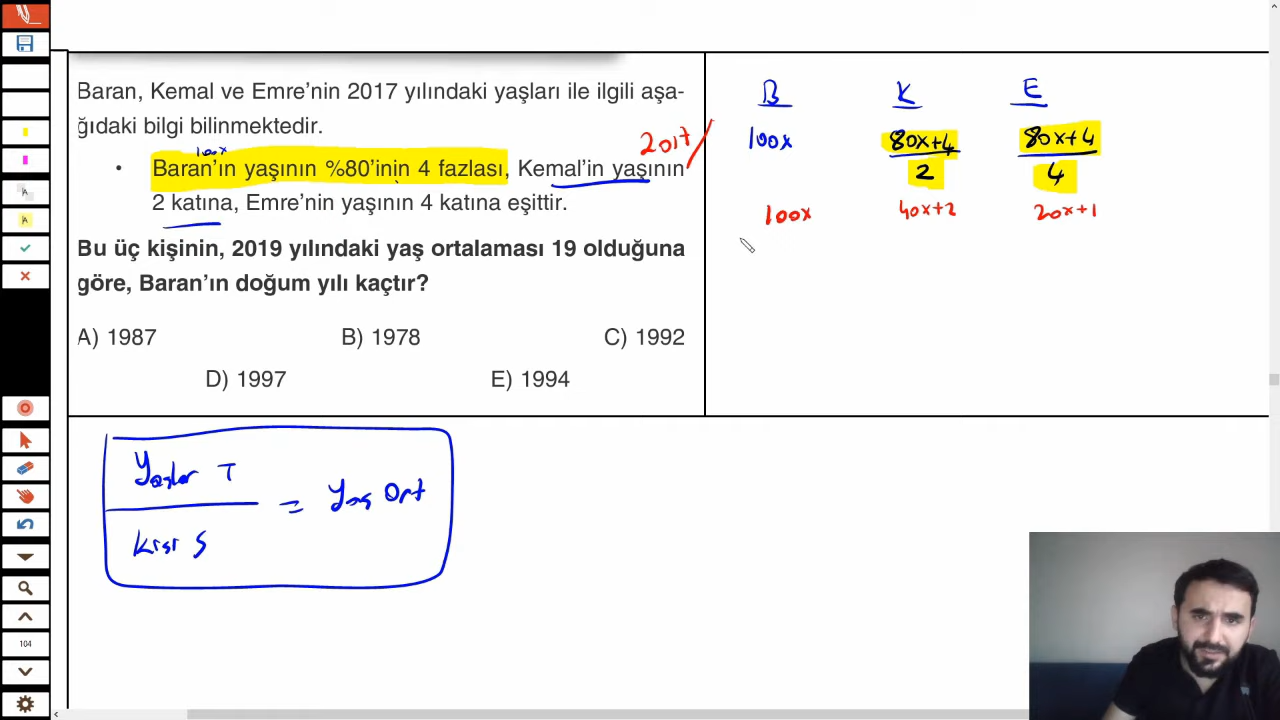 Baran, Kemal ve Emre'nin 2017 yılındaki yaşları ile ilgili aşa-
ğıdaki bilgi bilinmektedir.
100x
2017
• Baran'ın yaşının %80'inin 4 fazlası, Kemal'in yaşının
2 katına, Emre'nin yaşının 4 katına eşittir.
Bu üç kişinin, 2019 yılındaki yaş ortalaması 19 olduğuna
göre, Baran'ın doğum yılı kaçtır?
A) 1987 B) 1978 C) 1992
D) 1997 E) 1994
B K E
100x 80x+4 80x+4
2 4
100x 40x+2 20x+1
Yaşlar T
= Yaş Ort
Kişi S
104